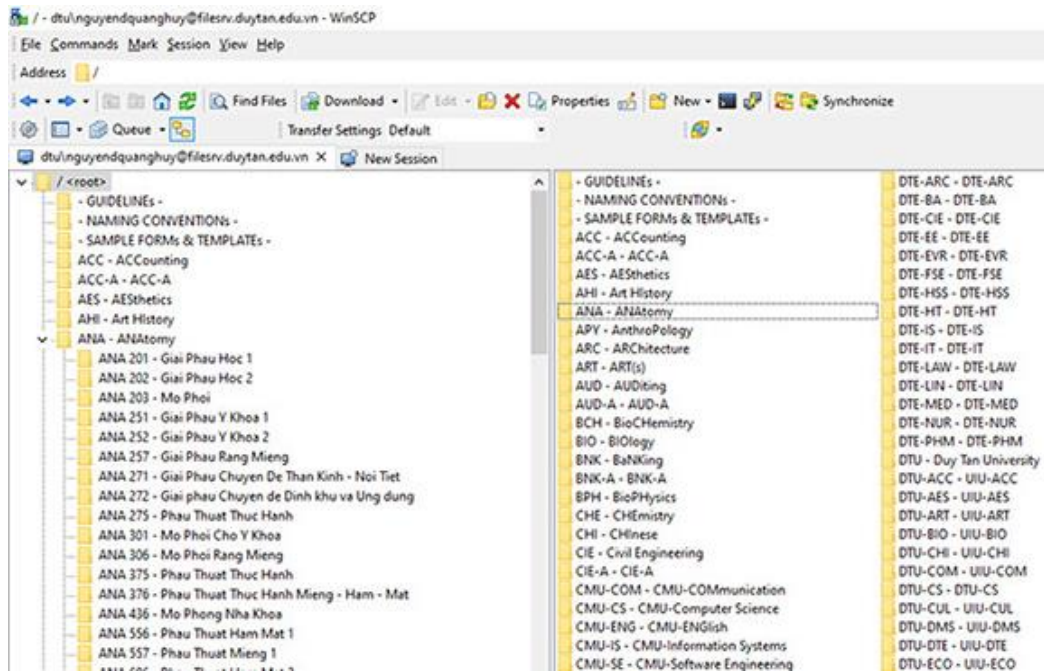 / - dtu\nguyendquanghuy@filesrv.duytan.edu.vn - WinSCP
File Commands Mark Session View Help
Address /
Find Files Download Edit Properties New Synchronize
Queue Transfer Settings Default
dtu\nguyendquanghuy@filesrv.duytan.edu.vn X New Session
/ <root>
- GUIDELINEs -
- NAMING CONVENTIONs -
- SAMPLE FORMs & TEMPLATEs -
ACC - ACCounting
ACC-A - ACC-A
AES - AESthetics
AHI - Art HIstory
ANA - ANAtomy
ANA 201 - Giai Phau Hoc 1
ANA 202 - Giai Phau Hoc 2
ANA 203 - Mo Phoi
ANA 251 - Giai Phau Y Khoa 1
ANA 252 - Giai Phau Y Khoa 2
ANA 257 - Giai Phau Rang Mieng
ANA 271 - Giai Phau Chuyen De Than Kinh - Noi Tiet
ANA 272 - Giai phau Chuyen de Dinh khu va Ung dung
ANA 275 - Phau Thuat Thuc Hanh
ANA 301 - Mo Phoi Cho Y Khoa
ANA 306 - Mo Phoi Rang Mieng
ANA 375 - Phau Thuat Thuc Hanh
ANA 376 - Phau Thuat Thuc Hanh Mieng - Ham - Mat
ANA 436 - Mo Phong Nha Khoa
ANA 556 - Phau Thuat Ham Mat 1
ANA 557 - Phau Thuat Mieng 1
- GUIDELINEs -
- NAMING CONVENTIONs -
- SAMPLE FORMs & TEMPLATEs -
ACC - ACCounting
ACC-A - ACC-A
AES - AESthetics
AHI - Art HIstory
ANA - ANAtomy
APY - AnthroPology
ARC - ARChitecture
ART - ART(s)
AUD - AUDiting
AUD-A - AUD-A
BCH - BioCHemistry
BIO - BIOlogy
BNK - BaNKing
BNK-A - BNK-A
BPH - BioPHysics
CHE - CHEmistry
CHI - CHInese
CIE - Civil Engineering
CIE-A - CIE-A
CMU-COM - CMU-COMmunication
CMU-CS - CMU-Computer Science
CMU-ENG - CMU-ENGlish
CMU-IS - CMU-Information Systems
CMU-SE - CMU-Software Engineering
DTE-ARC - DTE-ARC
DTE-BA - DTE-BA
DTE-CIE - DTE-CIE
DTE-EE - DTE-EE
DTE-EVR - DTE-EVR
DTE-FSE - DTE-FSE
DTE-HSS - DTE-HSS
DTE-HT - DTE-HT
DTE-IS - DTE-IS
DTE-IT - DTE-IT
DTE-LAW - DTE-LAW
DTE-LIN - DTE-LIN
DTE-MED - DTE-MED
DTE-NUR - DTE-NUR
DTE-PHM - DTE-PHM
DTU - Duy Tan University
DTU-ACC - UIU-ACC
DTU-AES - UIU-AES
DTU-ART - UIU-ART
DTU-BIO - UIU-BIO
DTU-CHI - UIU-CHI
DTU-COM - UIU-COM
DTU-CS - DTU-CS
DTU-CUL - UIU-CUL
DTU-DMS - UIU-DMS
DTU-DTE - UIU-DTE
DTU-ECO - UIU-ECO